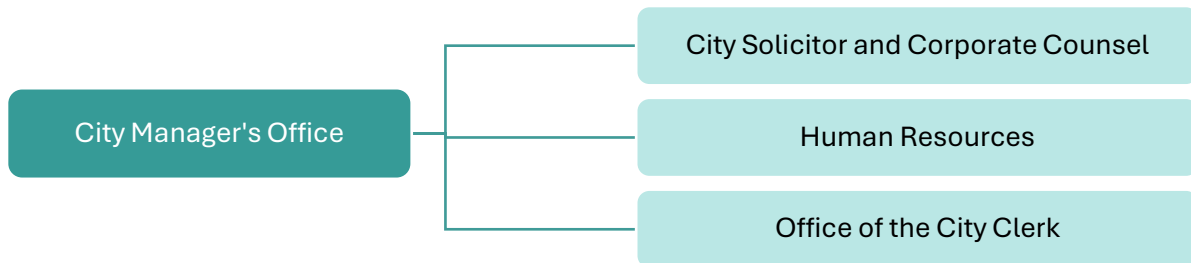 City Solicitor and Corporate Counsel
City Manager's Office
Human Resources
Office of the City Clerk